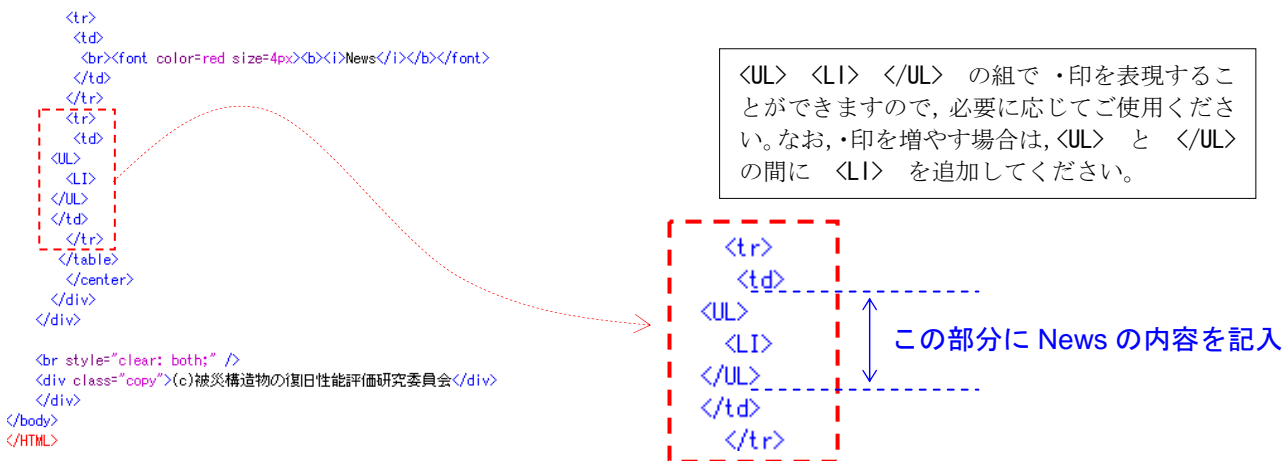 <tr>
<td>
<br><font color=red size=4px><b><i>News</i></b></font>
</td>
</tr>
<tr>
<td>
<UL>
<LI>
</UL>
</td>
</tr>
</table>
</center>
</div>
</div>
<br style="clear: both;" />
<div class="copy">(c)被災構造物の復旧性能評価研究委員会</div>
</div>
</body>
</HTML>
<UL> <LI> </UL> の組で ・印を表現するこ
とができますので, 必要に応じてご使用くださ
い。なお, ・印を増やす場合は, <UL> と </UL>
の間に <LI> を追加してください。
<tr>
<td>
<UL>
<LI>
</UL>
</td>
</tr>
この部分に News の内容を記入